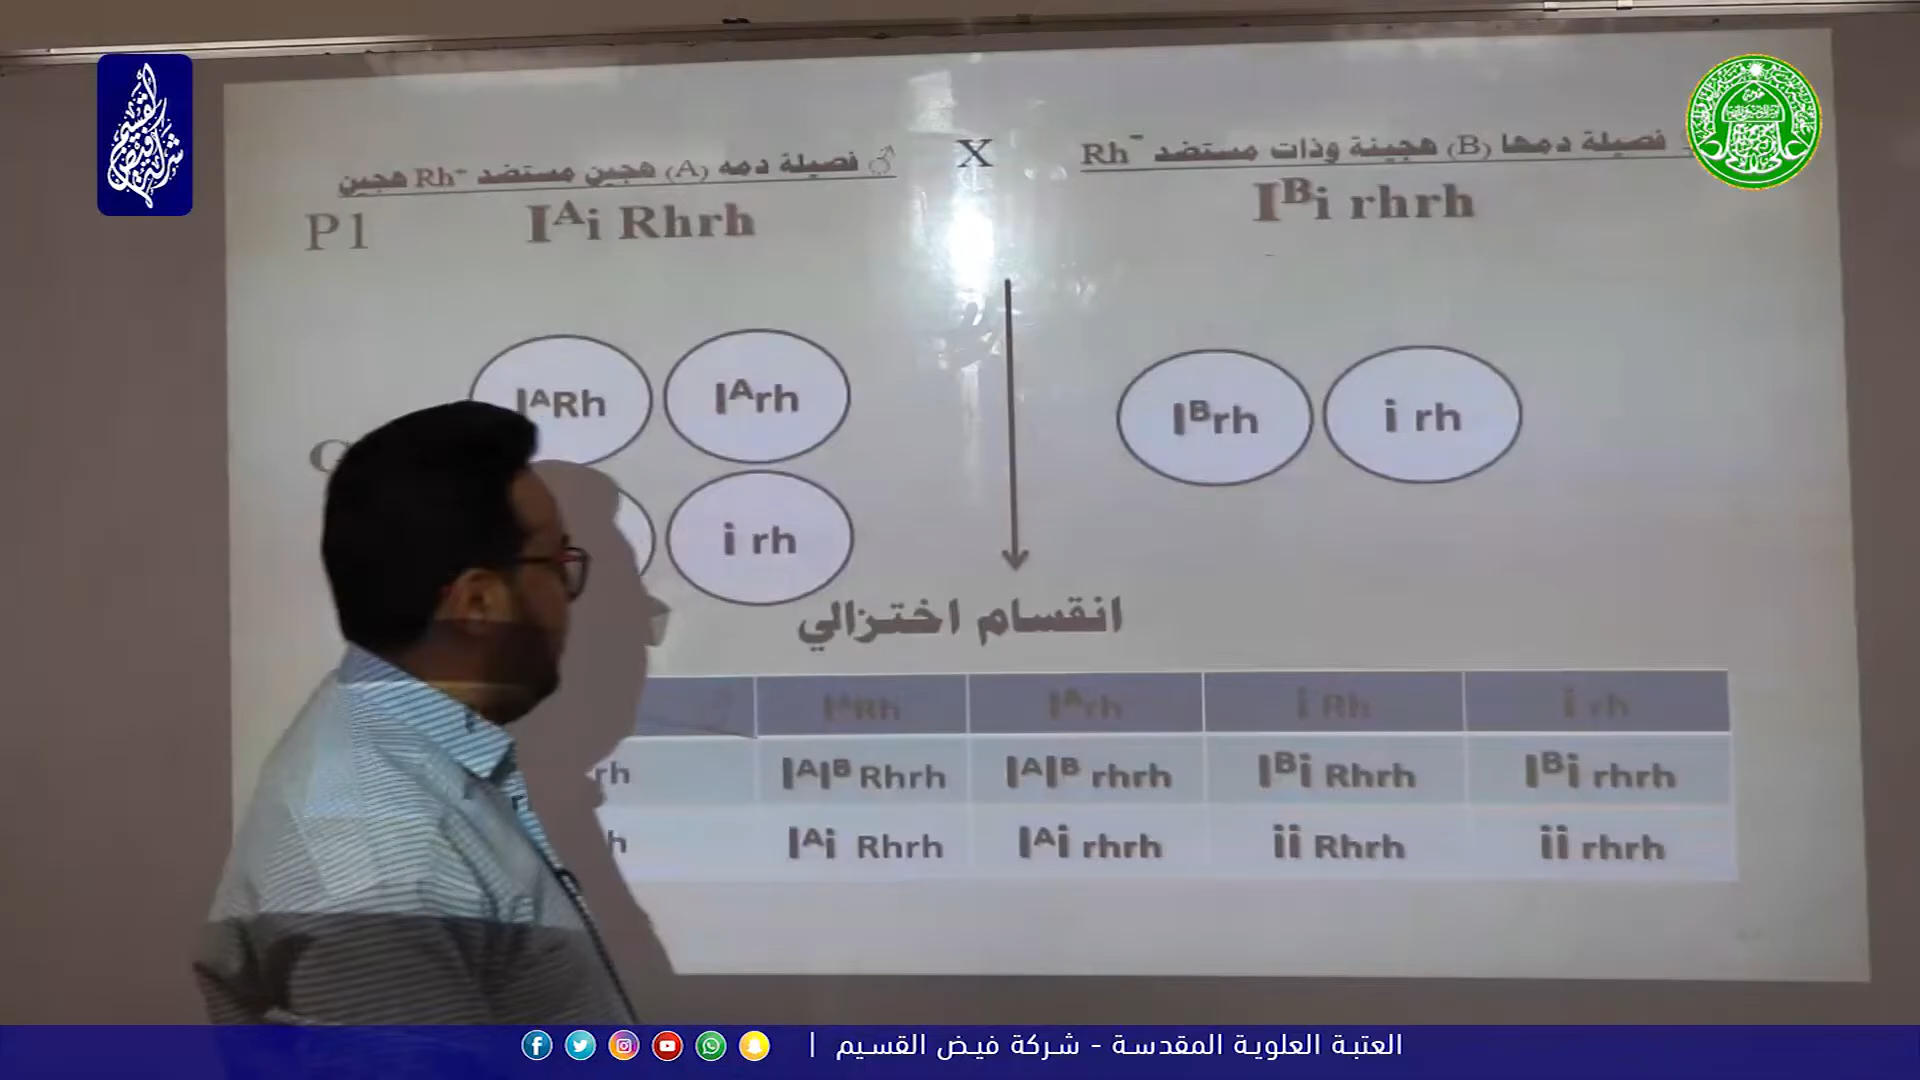 ♀ فصيلة دمها (B) هجينة وذات مستضد Rh⁻ X ♂ فصيلة دمه (A) هجين مستضد Rh⁺ هجين
P1 Iᴬi Rhrh Iᴮi rhrh
IᴬRh Iᴬrh Iᴮrh i rh
i rh
انقسام اختزالي
IᴬRh Iᴬrh i Rh i rh
rh IᴬIᴮ Rhrh IᴬIᴮ rhrh Iᴮi Rhrh Iᴮi rhrh
h Iᴬi Rhrh Iᴬi rhrh ii Rhrh ii rhrh
العتبة العلوية المقدسة - شركة فيض القسيم |